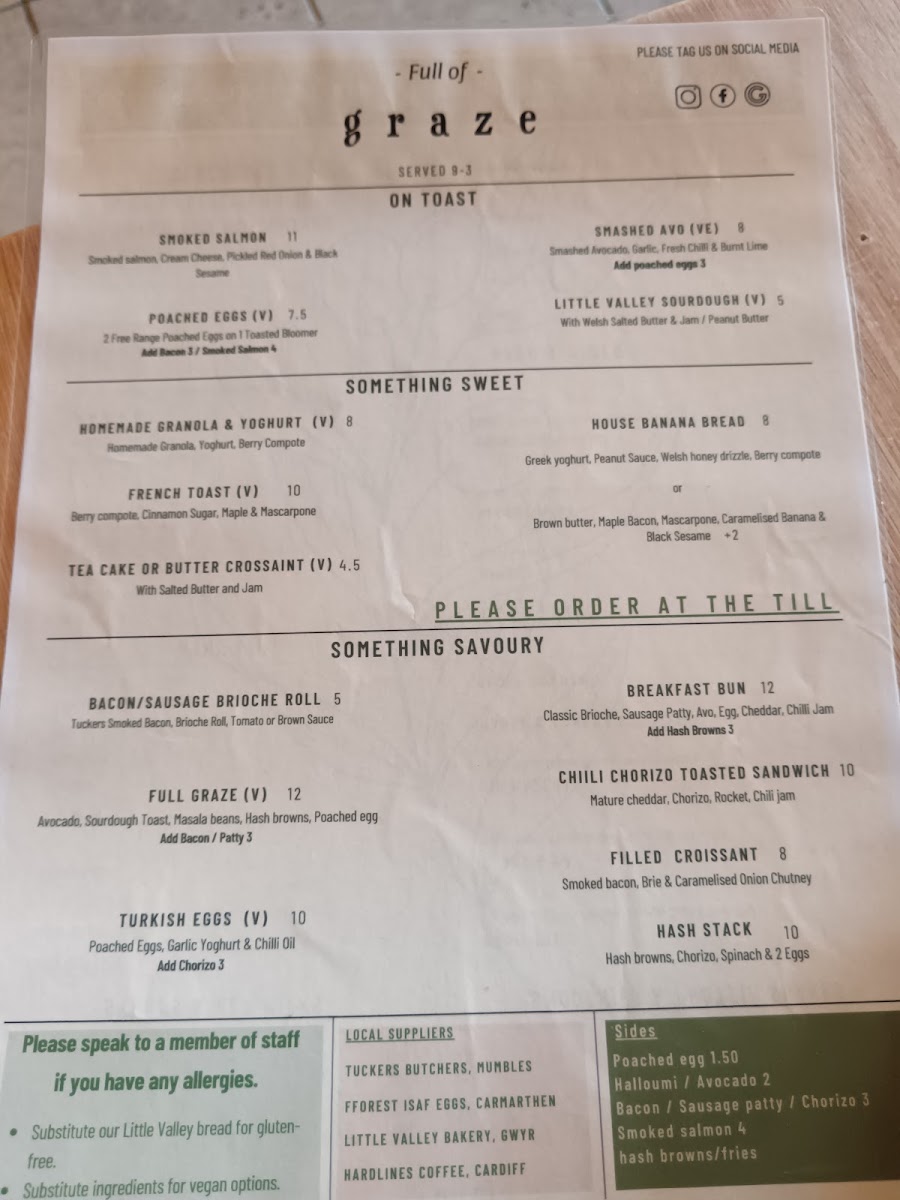 PLEASE TAG US ON SOCIAL MEDIA
- Full of -
graze
SERVED 9-3
ON TOAST
SMOKED SALMON 11
Smoked salmon, Cream Cheese, Pickled Red Onion & Black
Sesame
SMASHED AVO (VE) 8
Smashed Avocado, Garlic, Fresh Chilli & Burnt Lime
Add poached eggs 3
POACHED EGGS (V) 7.5
2 Free Range Poached Eggs on 1 Toasted Bloomer
Add Bacon 3 / Smoked Salmon 4
LITTLE VALLEY SOURDOUGH (V) 5
With Welsh Salted Butter & Jam / Peanut Butter
SOMETHING SWEET
HOMEMADE GRANOLA & YOGHURT (V) 8
Homemade Granola, Yoghurt, Berry Compote
FRENCH TOAST (V) 10
Berry compote, Cinnamon Sugar, Maple & Mascarpone
TEA CAKE OR BUTTER CROSSAINT (V) 4.5
With Salted Butter and Jam
HOUSE BANANA BREAD 8
Greek yoghurt, Peanut Sauce, Welsh honey drizzle, Berry compote
or
Brown butter, Maple Bacon, Mascarpone, Caramelised Banana &
Black Sesame +2
PLEASE ORDER AT THE TILL
SOMETHING SAVOURY
BACON/SAUSAGE BRIOCHE ROLL 5
Tuckers Smoked Bacon, Brioche Roll, Tomato or Brown Sauce
FULL GRAZE (V) 12
Avocado, Sourdough Toast, Masala beans, Hash browns, Poached egg
Add Bacon / Patty 3
TURKISH EGGS (V) 10
Poached Eggs, Garlic Yoghurt & Chilli Oil
Add Chorizo 3
BREAKFAST BUN 12
Classic Brioche, Sausage Patty, Avo, Egg, Cheddar, Chilli Jam
Add Hash Browns 3
CHIILI CHORIZO TOASTED SANDWICH 10
Mature cheddar, Chorizo, Rocket, Chili jam
FILLED CROISSANT 8
Smoked bacon, Brie & Caramelised Onion Chutney
HASH STACK 10
Hash browns, Chorizo, Spinach & 2 Eggs
Please speak to a member of staff
if you have any allergies.
• Substitute our Little Valley bread for gluten-
free.
• Substitute ingredients for vegan options.
LOCAL SUPPLIERS
TUCKERS BUTCHERS, MUMBLES
FFOREST ISAF EGGS, CARMARTHEN
LITTLE VALLEY BAKERY, GWYR
HARDLINES COFFEE, CARDIFF
Sides
Poached egg 1.50
Halloumi / Avocado 2
Bacon / Sausage patty / Chorizo 3
Smoked salmon 4
hash browns/fries